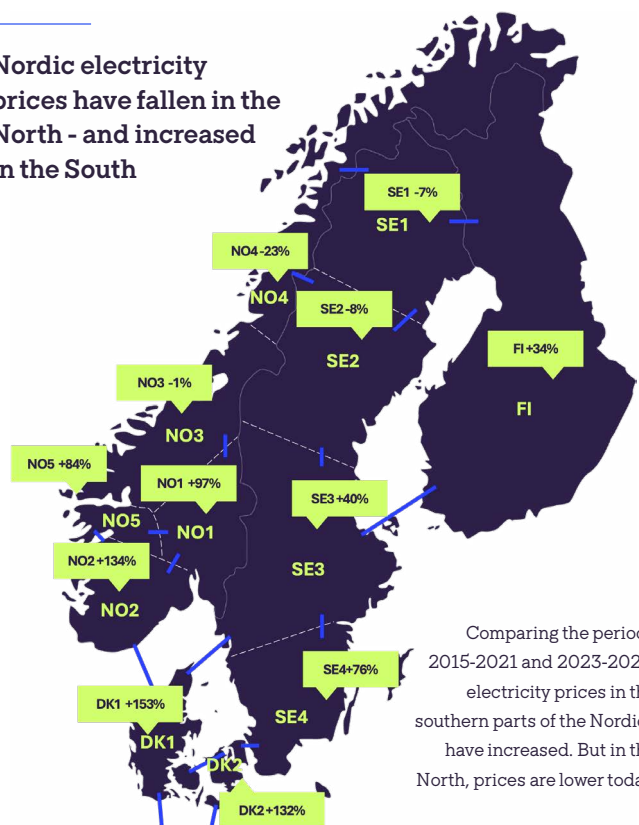 Nordic electricity
prices have fallen in the
North - and increased
in the South
SE1 -7%
SE1
NO4 -23%
NO4
SE2 -8%
SE2
FI +34%
FI
NO3 -1%
NO3
NO5 +84%
NO5
NO1 +97%
NO1
SE3 +40%
SE3
NO2 +134%
NO2
SE4 +76%
SE4
DK1 +153%
DK1
DK2
DK2 +132%
Comparing the period
2015-2021 and 2023-202
electricity prices in th
southern parts of the Nordic
have increased. But in th
North, prices are lower toda